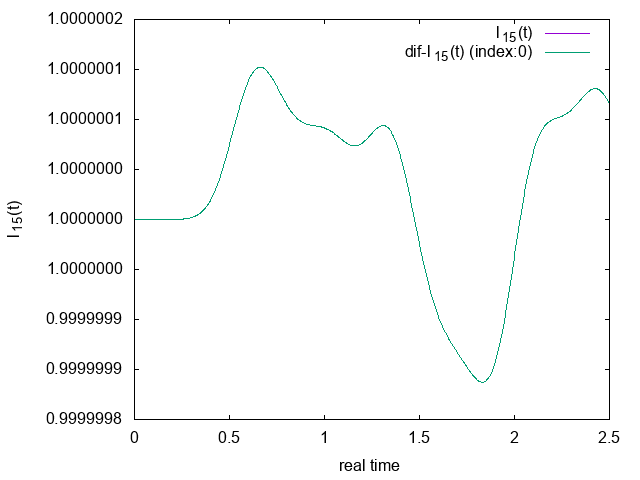 1.0000002
1.0000001
1.0000001
1.0000000
1.0000000
1.0000000
0.9999999
0.9999999
0.9999998
I 15(t)
I 15(t)
dif-I 15(t) (index:0)
0 0.5 1 1.5 2 2.5
real time